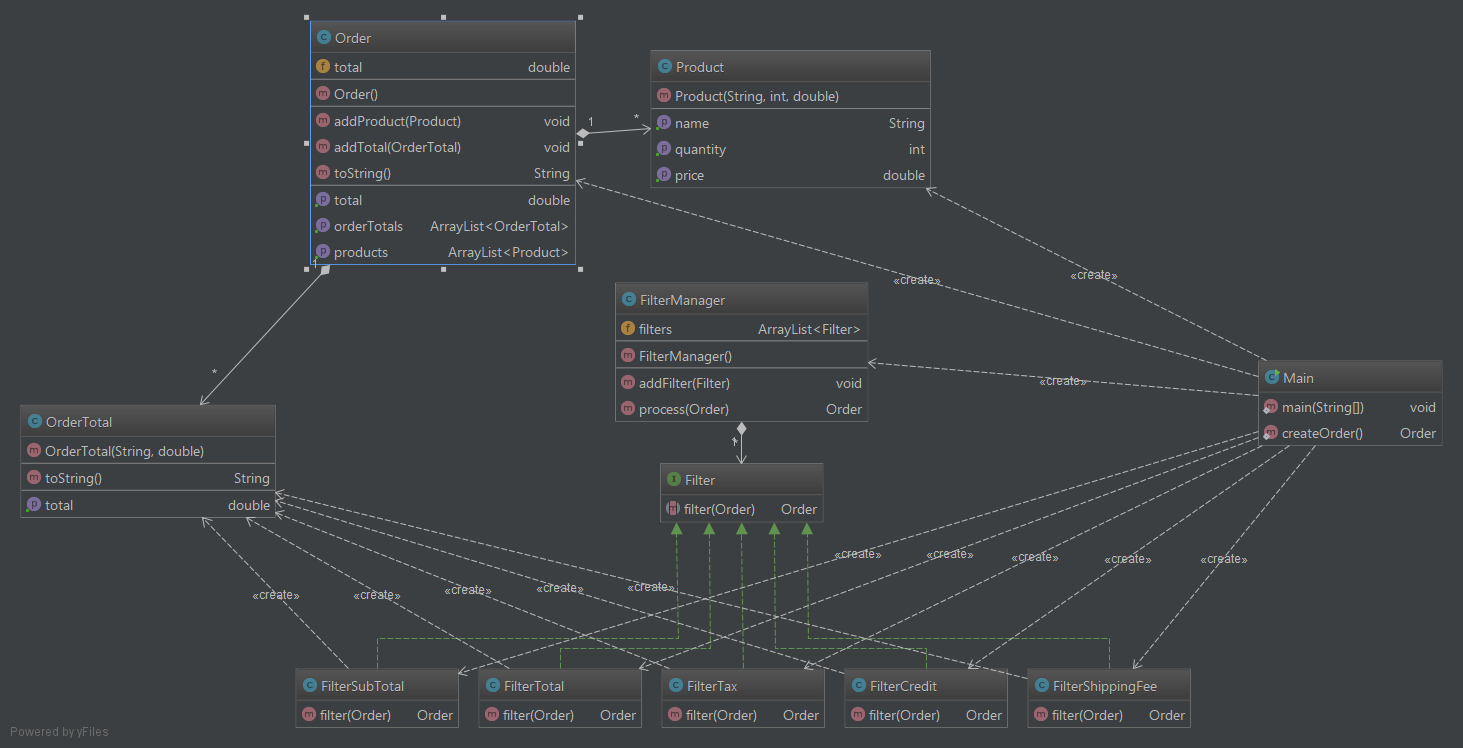 Order
total double
Order()
addProduct(Product) void
addTotal(OrderTotal) void
toString() String
total double
orderTotals ArrayList<OrderTotal>
products ArrayList<Product>
1
*
1
*
Product
Product(String, int, double)
name String
quantity int
price double
«create»
«create»
FilterManager
filters ArrayList<Filter>
FilterManager()
addFilter(Filter) void
process(Order) Order
«create»
Main
main(String[]) void
createOrder() Order
OrderTotal
OrderTotal(String, double)
toString() String
total double
1
*
Filter
filter(Order) Order
«create»
«create»
«create»
«create»
«create»
«create»
«create»
«create»
«create»
«create»
FilterSubTotal
filter(Order) Order
FilterTotal
filter(Order) Order
FilterTax
filter(Order) Order
FilterCredit
filter(Order) Order
FilterShippingFee
filter(Order) Order
Powered by yFiles